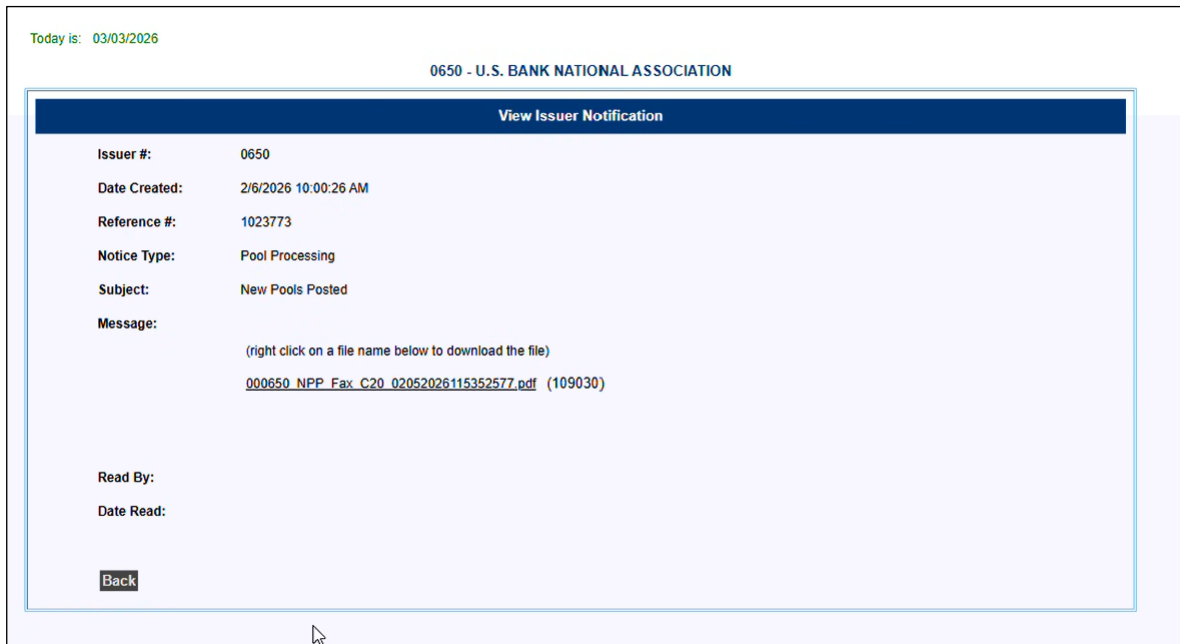 Today is: 03/03/2026
0650 - U.S. BANK NATIONAL ASSOCIATION
View Issuer Notification
Issuer #: 0650
Date Created: 2/6/2026 10:00:26 AM
Reference #: 1023773
Notice Type: Pool Processing
Subject: New Pools Posted
Message:
(right click on a file name below to download the file)
000650_NPP_Fax_C20_02052026115352577.pdf (109030)
Read By:
Date Read:
Back